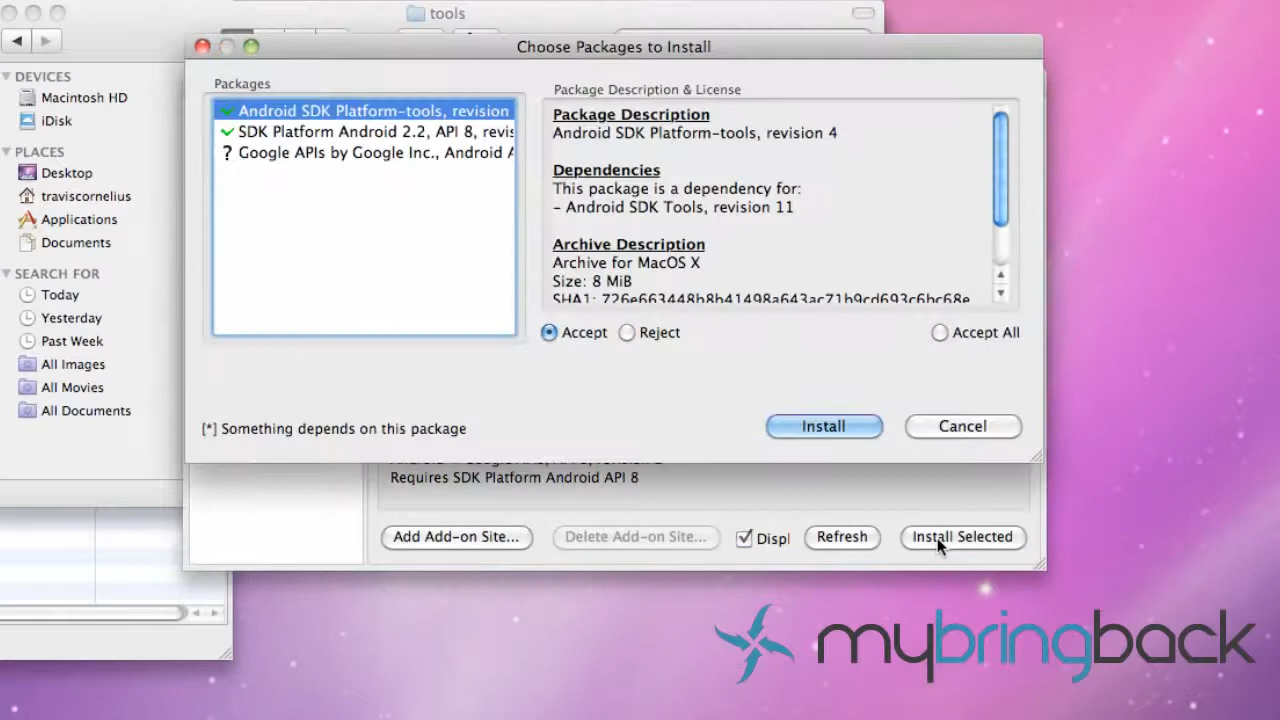 tools
Choose Packages to Install
DEVICES
Macintosh HD
iDisk
PLACES
Desktop
traviscornelius
Applications
Documents
SEARCH FOR
Today
Yesterday
Past Week
All Images
All Movies
All Documents
Packages
Android SDK Platform-tools, revision
SDK Platform Android 2.2, API 8, revis
? Google APIs by Google Inc., Android A
Package Description & License
Package Description
Android SDK Platform-tools, revision 4
Dependencies
This package is a dependency for:
- Android SDK Tools, revision 11
Archive Description
Archive for MacOS X
Size: 8 MiB
SHA1: 726e663448b8b41498a643ac71b9cd693c6bc68e
Accept Reject Accept All
[*] Something depends on this package
Install Cancel
Requires SDK Platform Android API 8
Add Add-on Site... Delete Add-on Site... Displ Refresh Install Selected
mybringback